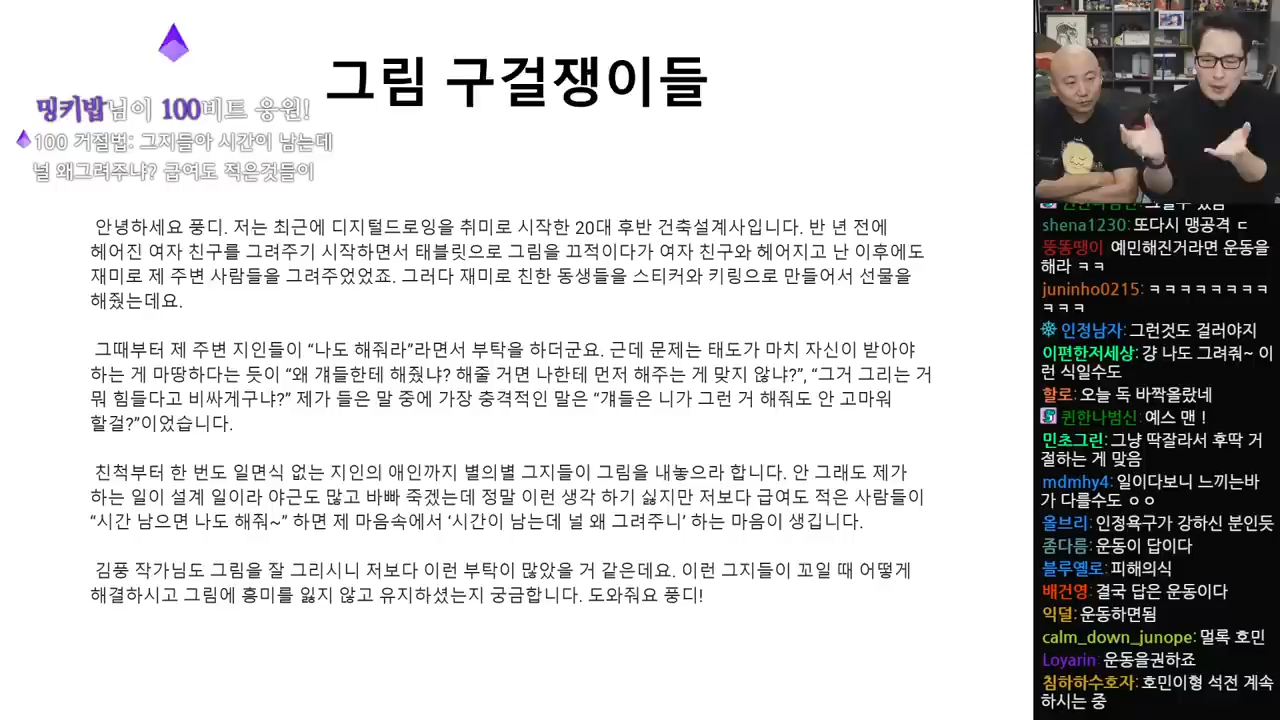 그림 구걸쟁이들
밍키밥님이 100비트 응원!
100 거절법: 그지들아 시간이 남는데
널 왜그려주냐? 급여도 적은것들이
안녕하세요 풍디. 저는 최근에 디지털드로잉을 취미로 시작한 20대 후반 건축설계사입니다. 반 년 전에
헤어진 여자 친구를 그려주기 시작하면서 태블릿으로 그림을 끄적이다가 여자 친구와 헤어지고 난 이후에도
재미로 제 주변 사람들을 그려주었었죠. 그러다 재미로 친한 동생들을 스티커와 키링으로 만들어서 선물을
해줬는데요.
그때부터 제 주변 지인들이 “나도 해줘라”라면서 부탁을 하더군요. 근데 문제는 태도가 마치 자신이 받아야
하는 게 마땅하다는 듯이 “왜 걔들한테 해줬냐? 해줄 거면 나한테 먼저 해주는 게 맞지 않냐?”, “그거 그리는 거
뭐 힘들다고 비싸게구냐?” 제가 들은 말 중에 가장 충격적인 말은 “걔들은 니가 그런 거 해줘도 안 고마워
할걸?”이었습니다.
친척부터 한 번도 일면식 없는 지인의 애인까지 별의별 그지들이 그림을 내놓으라 합니다. 안 그래도 제가
하는 일이 설계 일이라 야근도 많고 바빠 죽겠는데 정말 이런 생각 하기 싫지만 저보다 급여도 적은 사람들이
“시간 남으면 나도 해줘~” 하면 제 마음속에서 ‘시간이 남는데 널 왜 그려주니’ 하는 마음이 생깁니다.
김풍 작가님도 그림을 잘 그리시니 저보다 이런 부탁이 많았을 거 같은데요. 이런 그지들이 꼬일 때 어떻게
해결하시고 그림에 흥미를 잃지 않고 유지하셨는지 궁금합니다. 도와줘요 풍디!
shena1230: 또다시 맹공격 ㄷ
뚱똥땡이 예민해진거라면 운동을
해라 ㅋㅋ
juninho0215: ㅋㅋㅋㅋㅋㅋㅋㅋㅋ
ㅋㅋㅋ
인정남자: 그런것도 걸러야지
이편한저세상: 걍 나도 그려줘~ 이
런 식일수도
할로: 오늘 독 바짝올랐네
퀸한나범신: 예스 맨 !
민초그린: 그냥 딱잘라서 후딱 거
절하는 게 맞음
mdmhy4: 일이다보니 느끼는바
가 다를수도 ㅇㅇ
올브리: 인정욕구가 강하신 분인듯
좀다름: 운동이 답이다
블루옐로: 피해의식
배건영: 결국 답은 운동이다
익덜: 운동하면됨
calm_down_junope: 멀록 호민
Loyarin: 운동을권하죠
침하하수호자: 호민이형 석전 계속
하시는 중